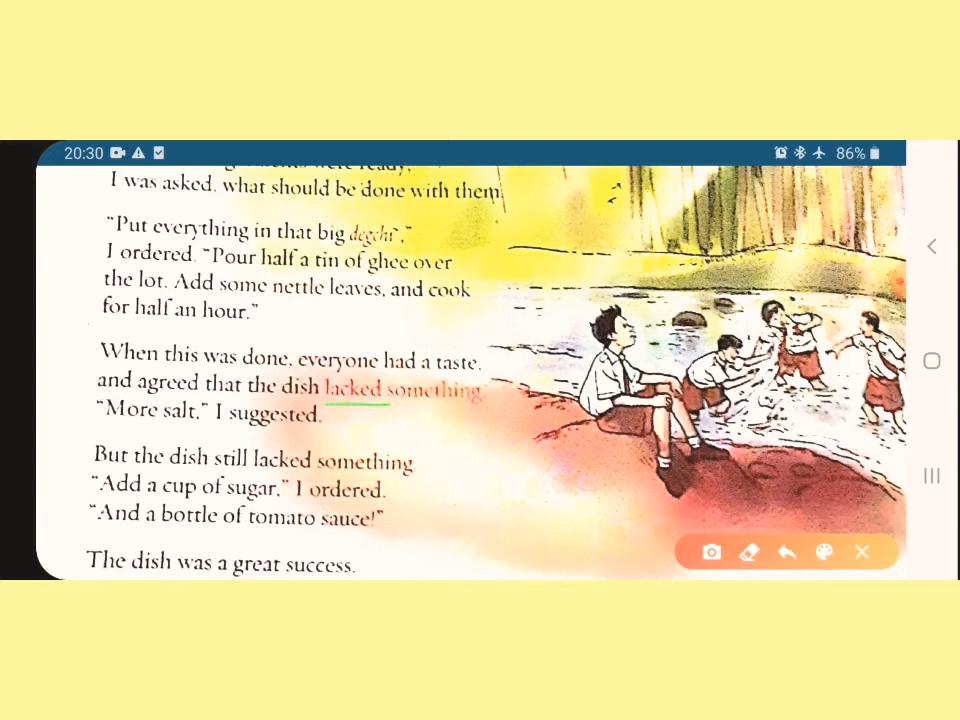 20:30
86%
I was asked, what should be done with them.
"Put everything in that big degchi,"
I ordered. "Pour half a tin of ghee over
the lot. Add some nettle leaves, and cook
for half an hour."
When this was done, everyone had a taste,
and agreed that the dish lacked something.
"More salt," I suggested.
But the dish still lacked something.
"Add a cup of sugar," I ordered.
"And a bottle of tomato sauce!"
The dish was a great success.